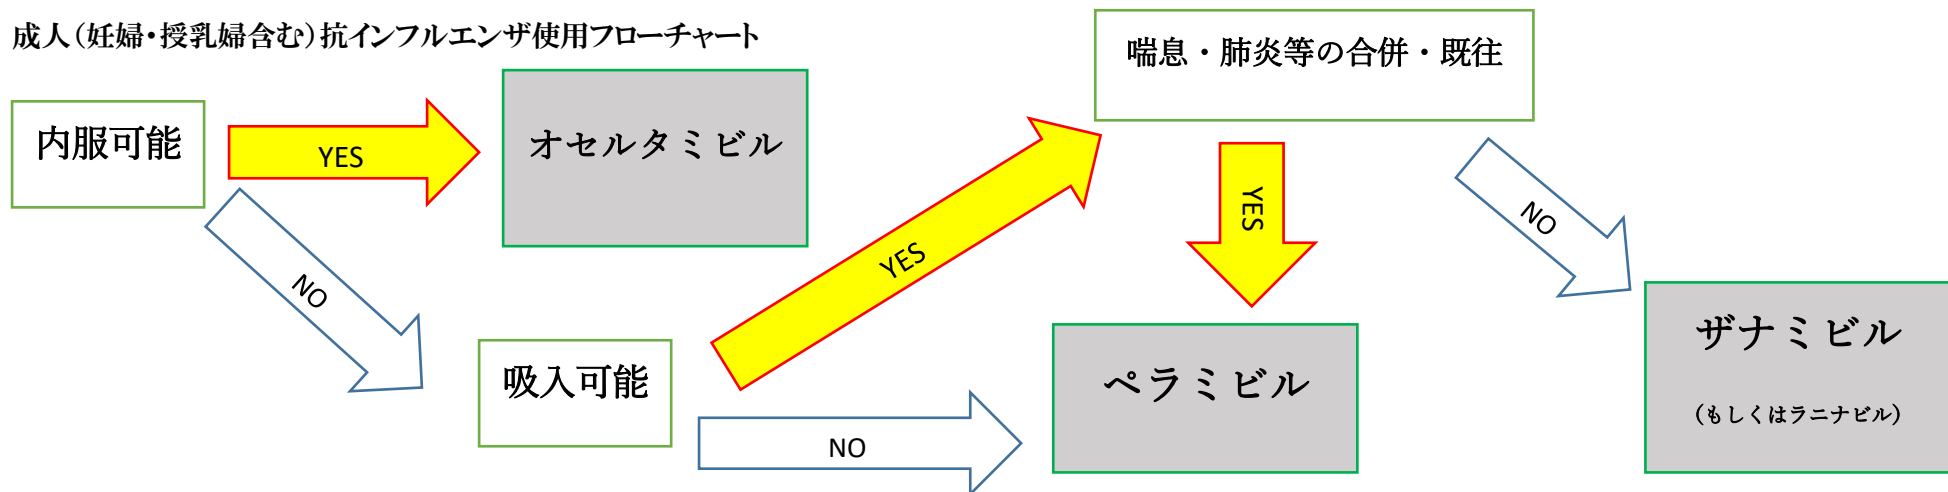 成人（妊婦・授乳婦含む）抗インフルエンザ使用フローチャート
内服可能
YES
オセルタミビル
NO
吸入可能
YES
喘息・肺炎等の合併・既往
YES
NO
NO
ペラミビル
ザナミビル
（もしくはラニナビル）